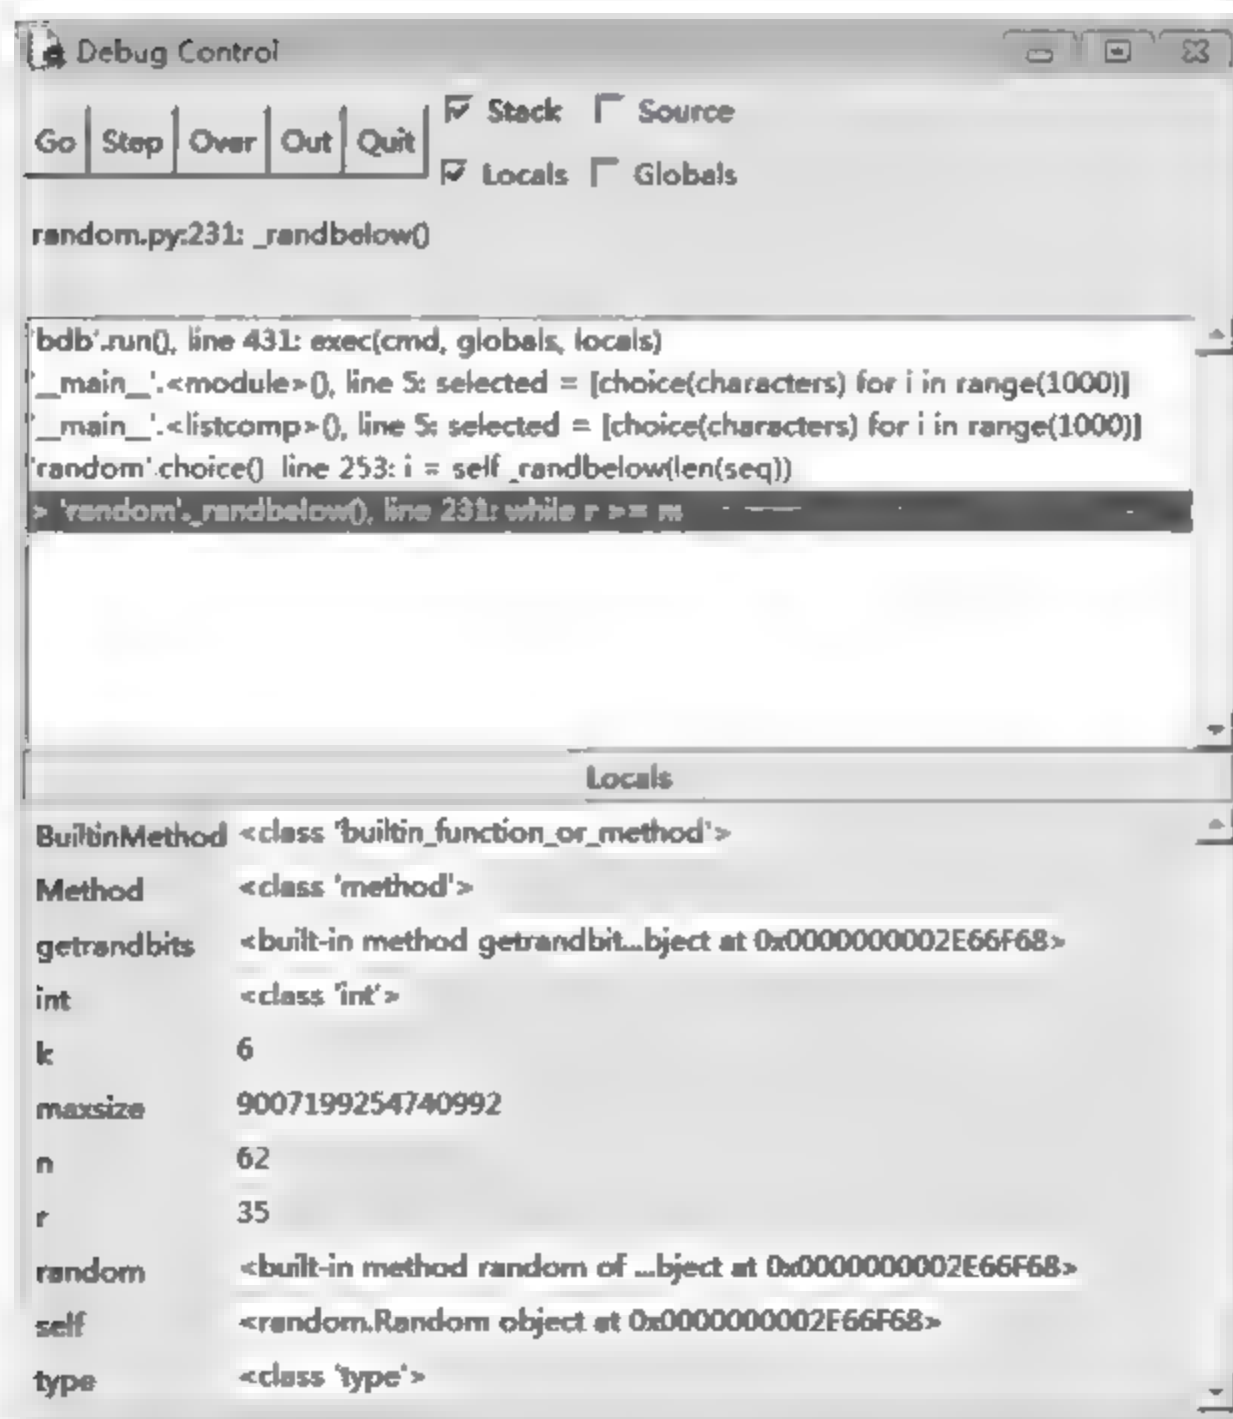 Debug Control
Go Step Over Out Quit
Stack Source
Locals Globals
random.py:231: _randbelow()
'bdb'.run(), line 431: exec(cmd, globals, locals)
'__main__'.<module>(), line 5: selected = [choice(characters) for i in range(1000)]
'__main__'.<listcomp>(), line 5: selected = [choice(characters) for i in range(1000)]
'random'.choice() line 253: i = self _randbelow(len(seq))
> 'random'._randbelow(), line 231: while r >= n
Locals
BuiltinMethod <class 'builtin_function_or_method'>
Method <class 'method'>
getrandbits <built-in method getrandbit...bject at 0x0000000002E66F68>
int <class 'int'>
k 6
maxsize 9007199254740992
n 62
r 35
random <built-in method random of ...bject at 0x0000000002E66F68>
self <random.Random object at 0x0000000002E66F68>
type <class 'type'>